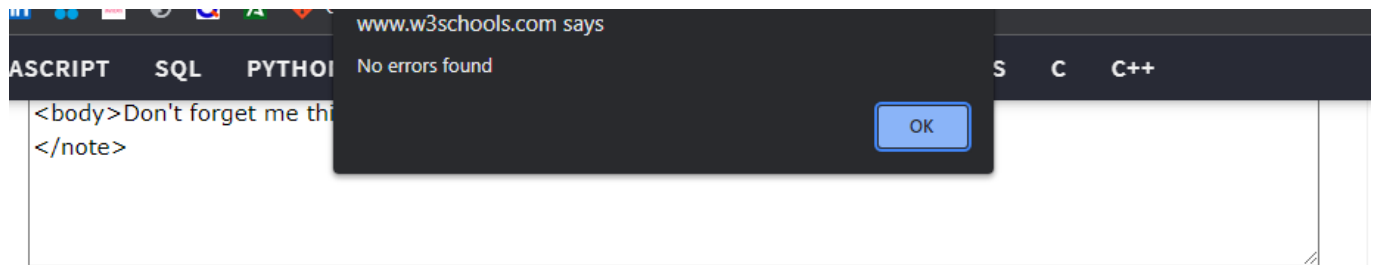 www.w3schools.com says
No errors found
OK
ASCRIPT SQL PYTHO S C C++
<body>Don't forget me thi
</note>